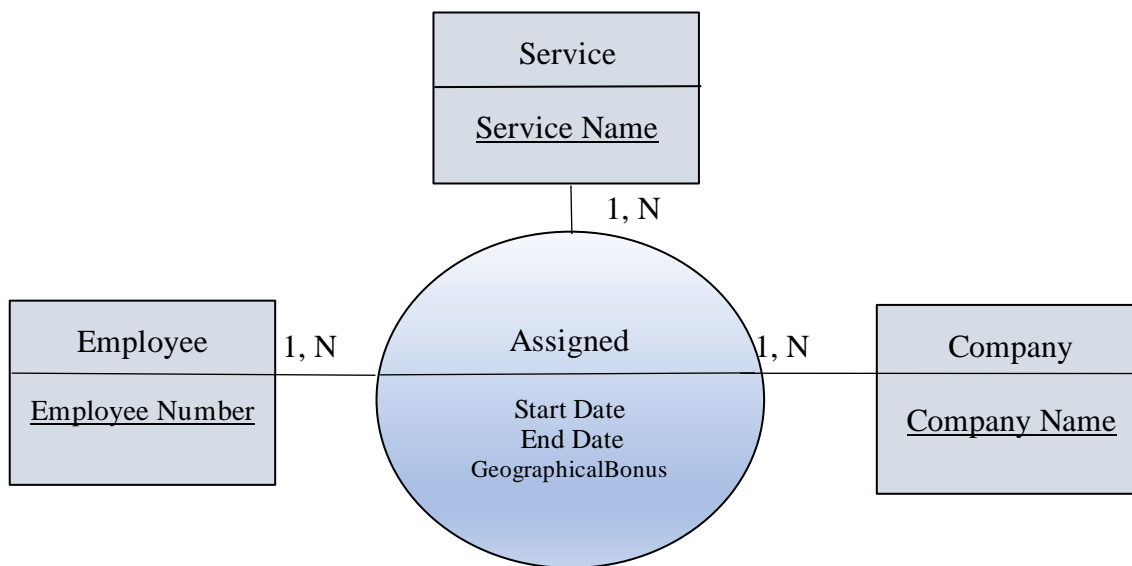 Service
Service Name
1, N
Employee
1, N
Assigned
1, N
Company
Employee Number
Start Date
End Date
GeographicalBonus
Company Name